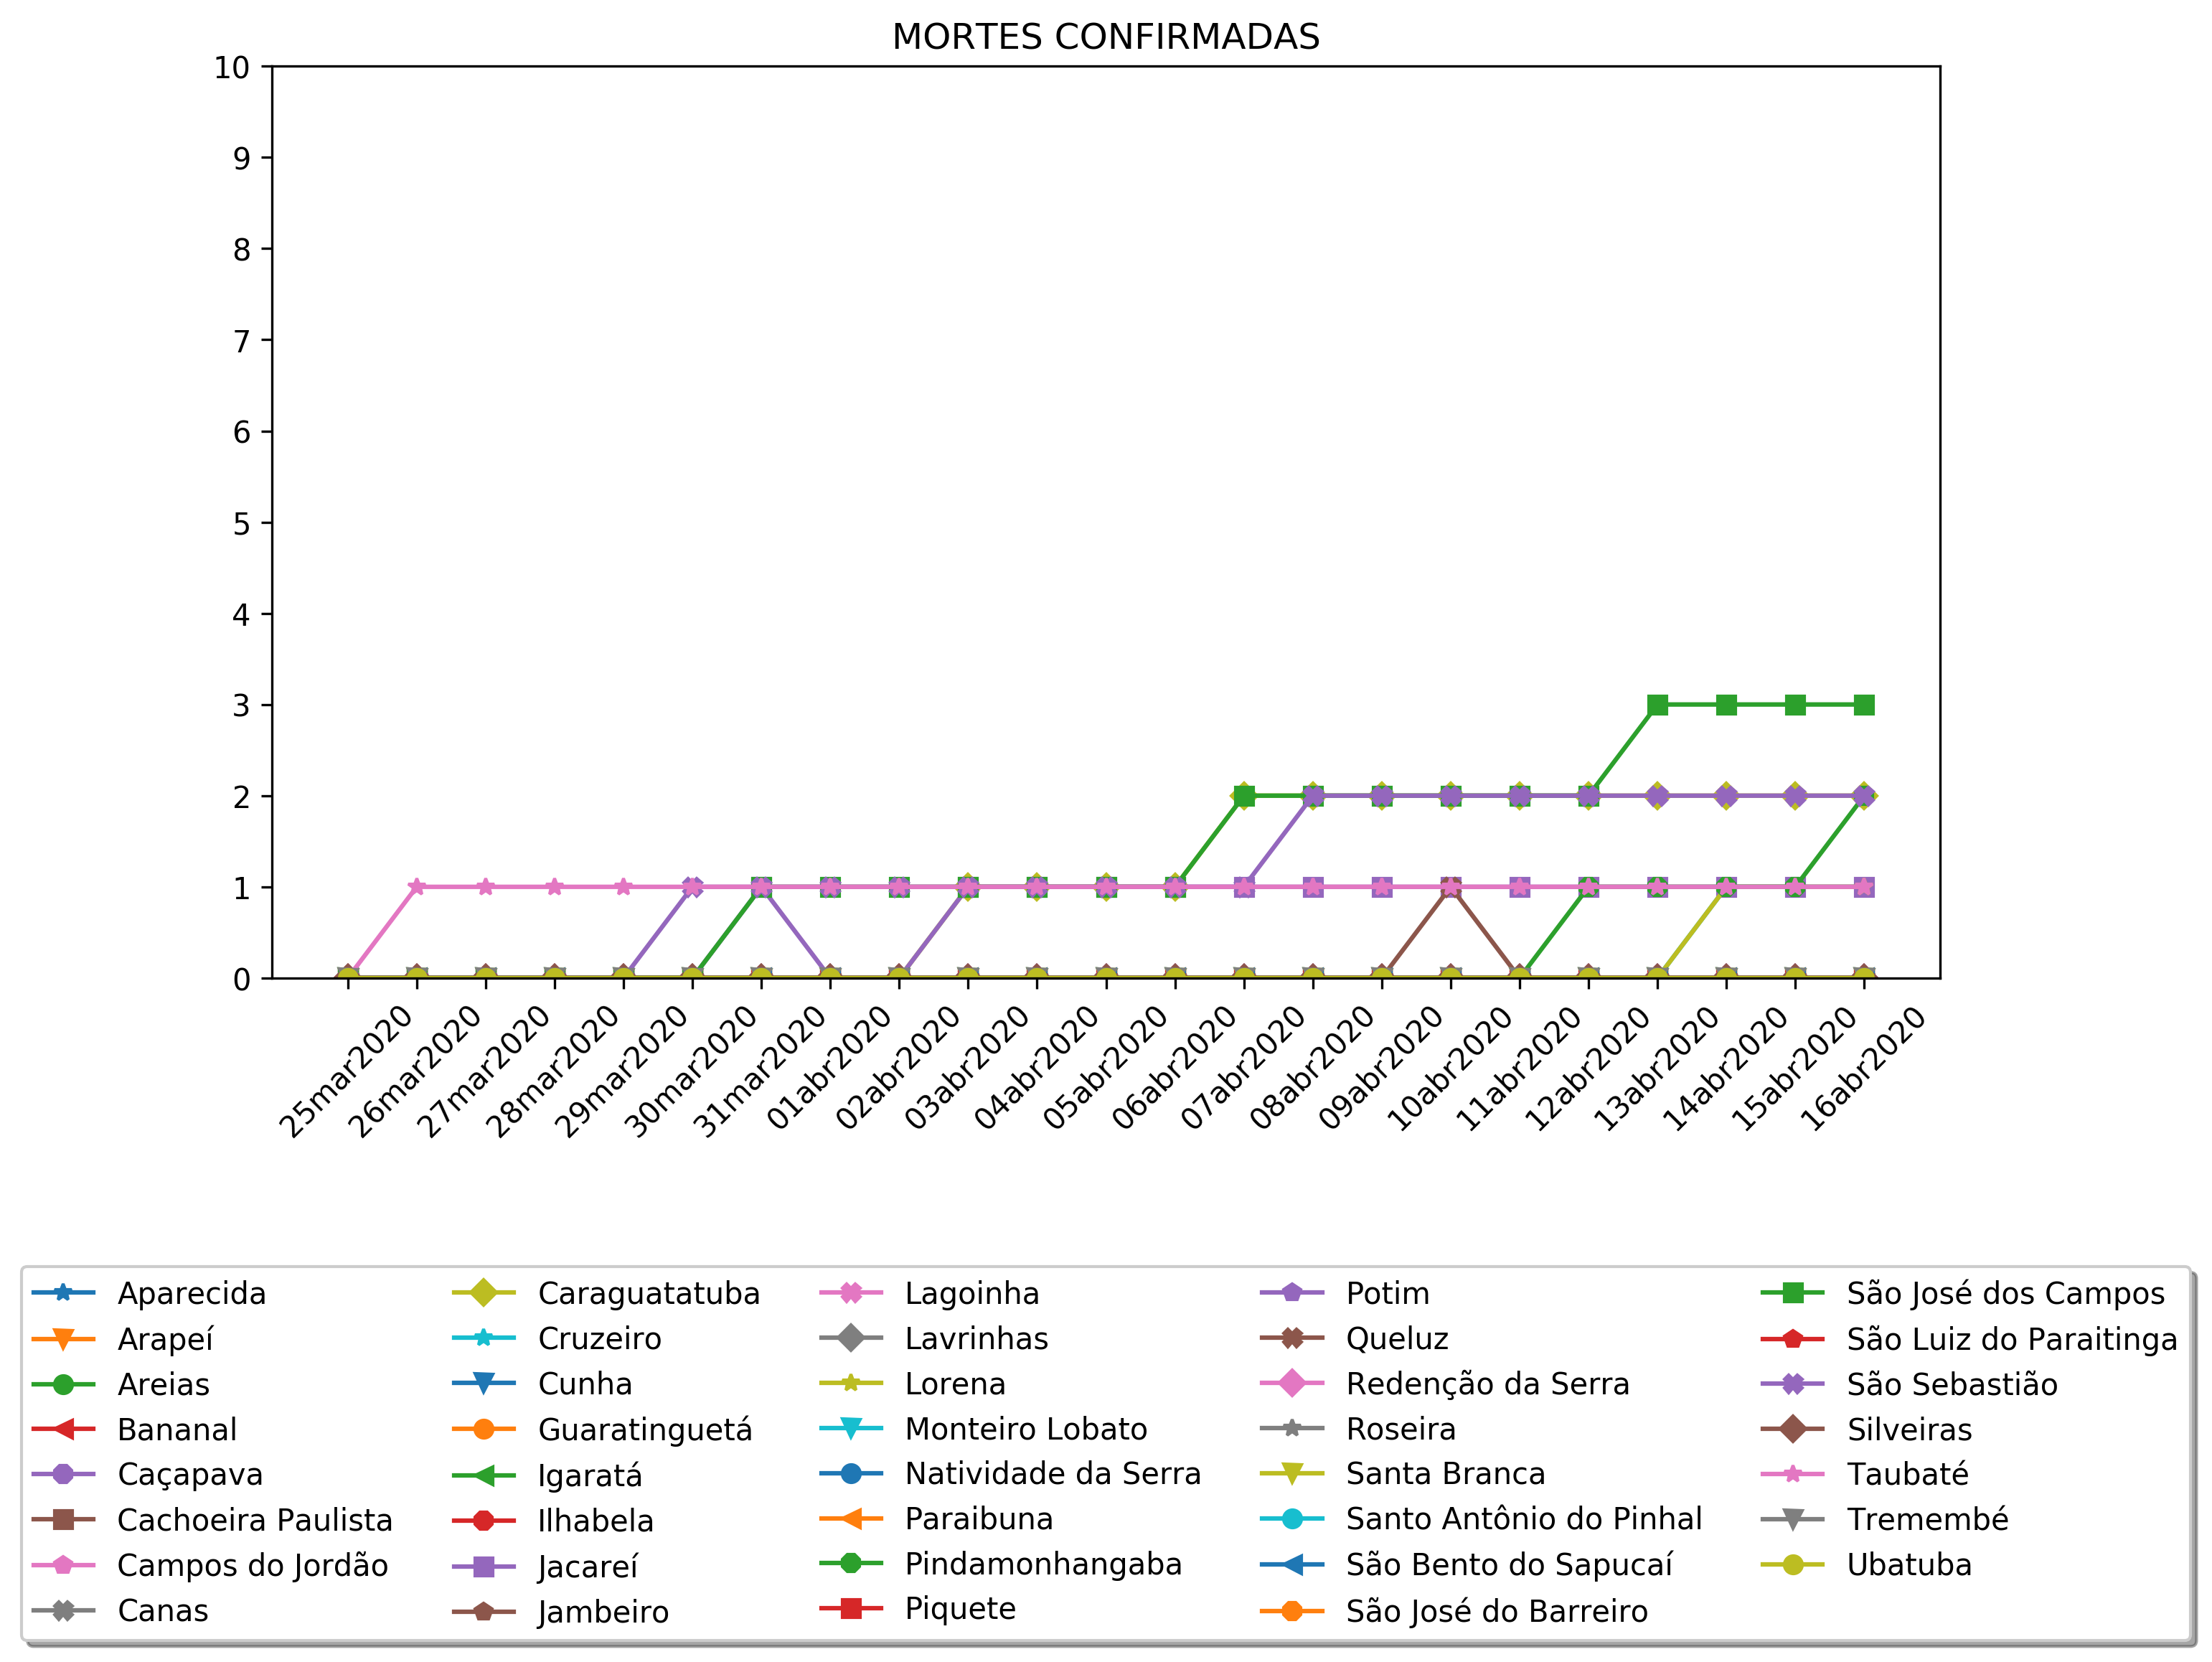 MORTES CONFIRMADAS
10
9
8
7
6
5
4
3
2
1
0
25mar2020
26mar2020
27mar2020
28mar2020
29mar2020
30mar2020
31mar2020
01abr2020
02abr2020
03abr2020
04abr2020
05abr2020
06abr2020
07abr2020
08abr2020
09abr2020
10abr2020
11abr2020
12abr2020
13abr2020
14abr2020
15abr2020
16abr2020
Aparecida
Arapeí
Areias
Bananal
Caçapava
Cachoeira Paulista
Campos do Jordão
Canas
Caraguatatuba
Cruzeiro
Cunha
Guaratinguetá
Igaratá
Ilhabela
Jacareí
Jambeiro
Lagoinha
Lavrinhas
Lorena
Monteiro Lobato
Natividade da Serra
Paraibuna
Pindamonhangaba
Piquete
Potim
Queluz
Redenção da Serra
Roseira
Santa Branca
Santo Antônio do Pinhal
São Bento do Sapucaí
São José do Barreiro
São José dos Campos
São Luiz do Paraitinga
São Sebastião
Silveiras
Taubaté
Tremembé
Ubatuba